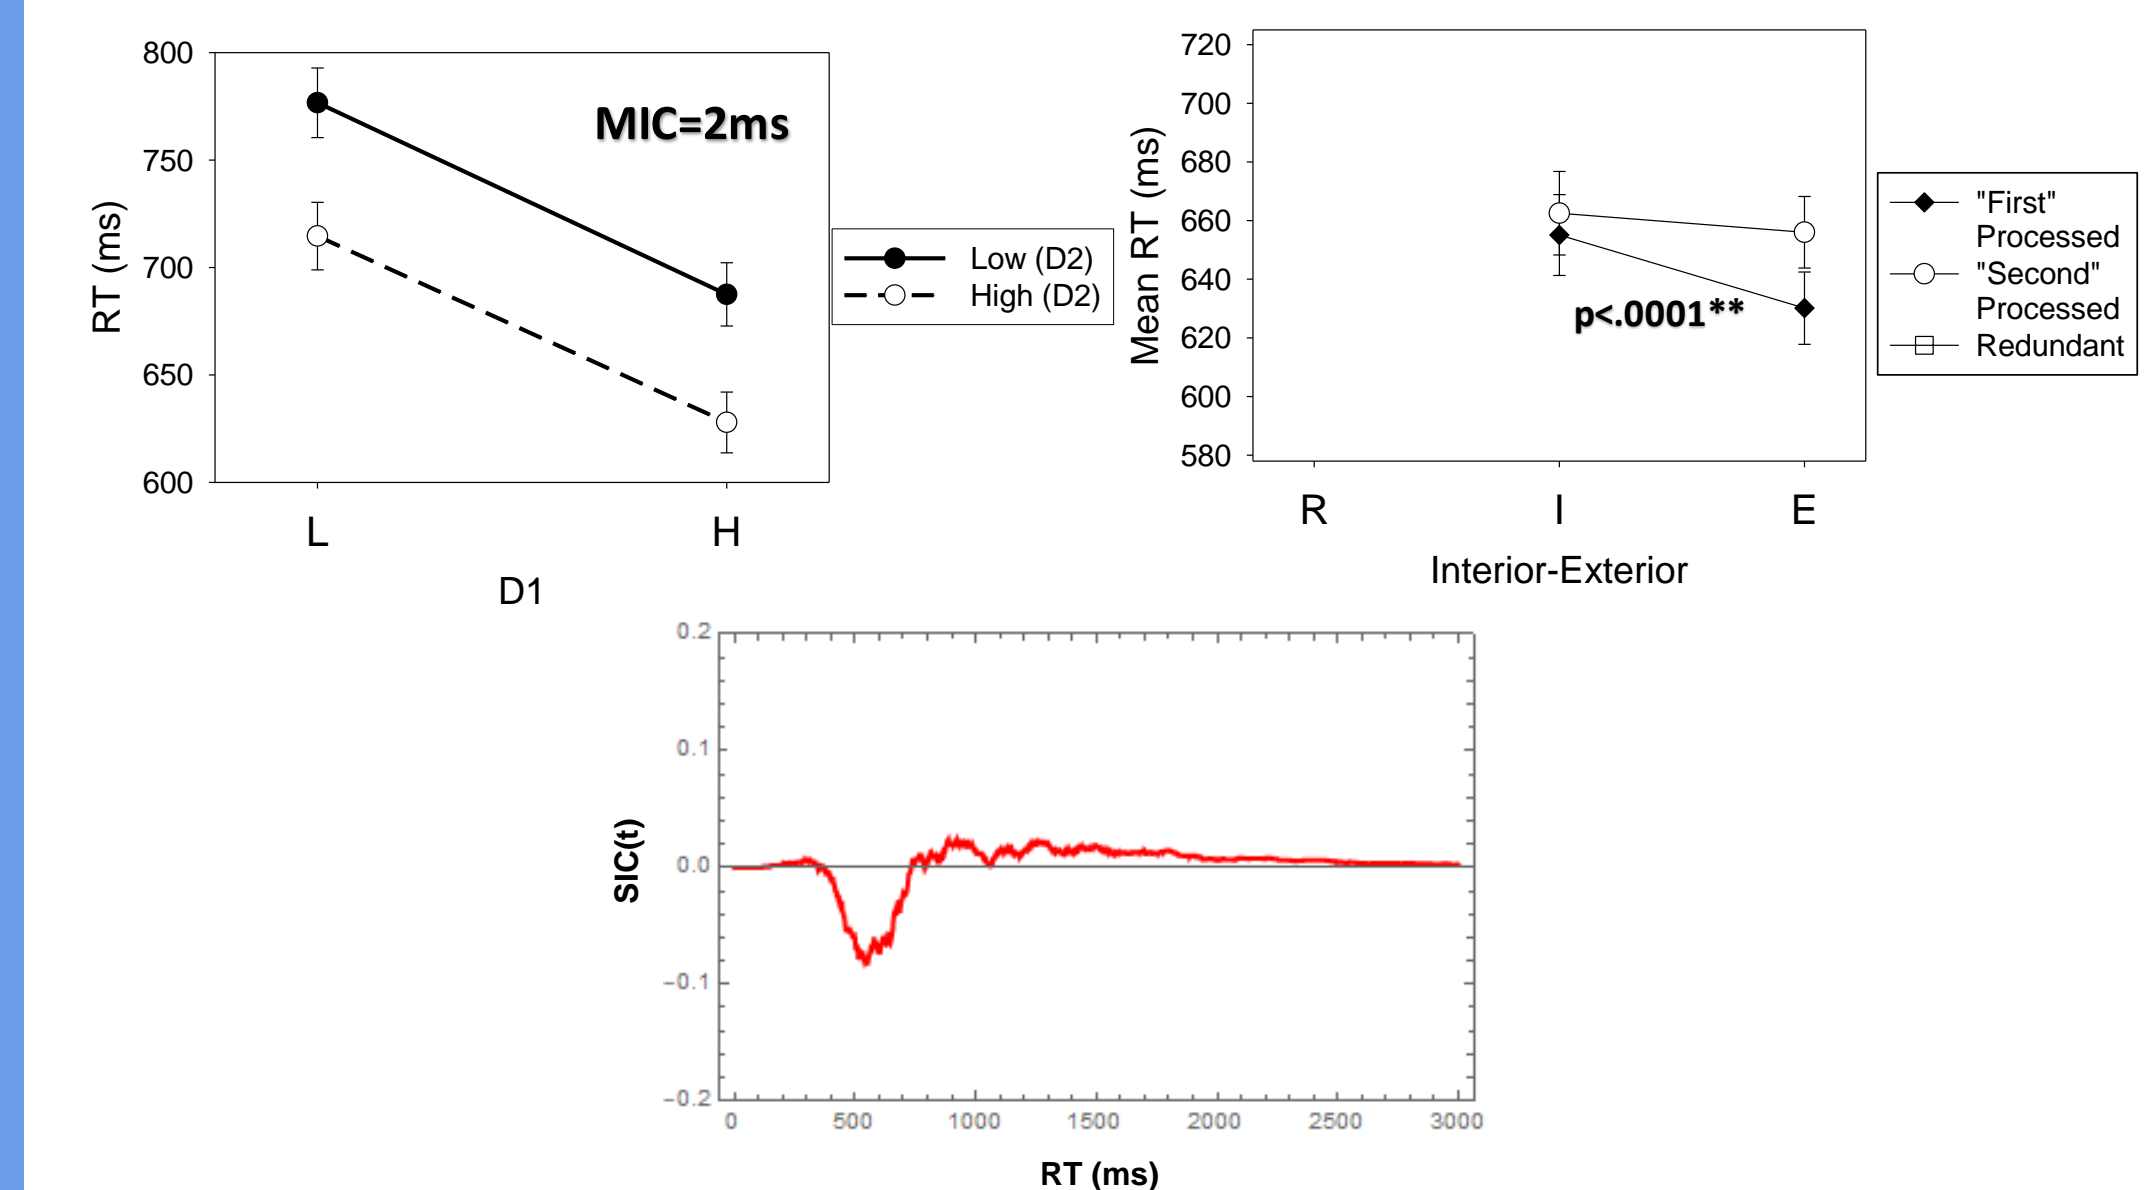 800
750
700
650
600
RT (ms)
MIC=2ms
L
H
D1
Low (D2)
High (D2)
720
700
680
660
640
620
600
580
Mean RT (ms)
p<.0001**
R
I
E
Interior-Exterior
"First"
Processed
"Second"
Processed
Redundant
0.2
0.1
0.0
−0.1
−0.2
SIC(t)
0
500
1000
1500
2000
2500
3000
RT (ms)